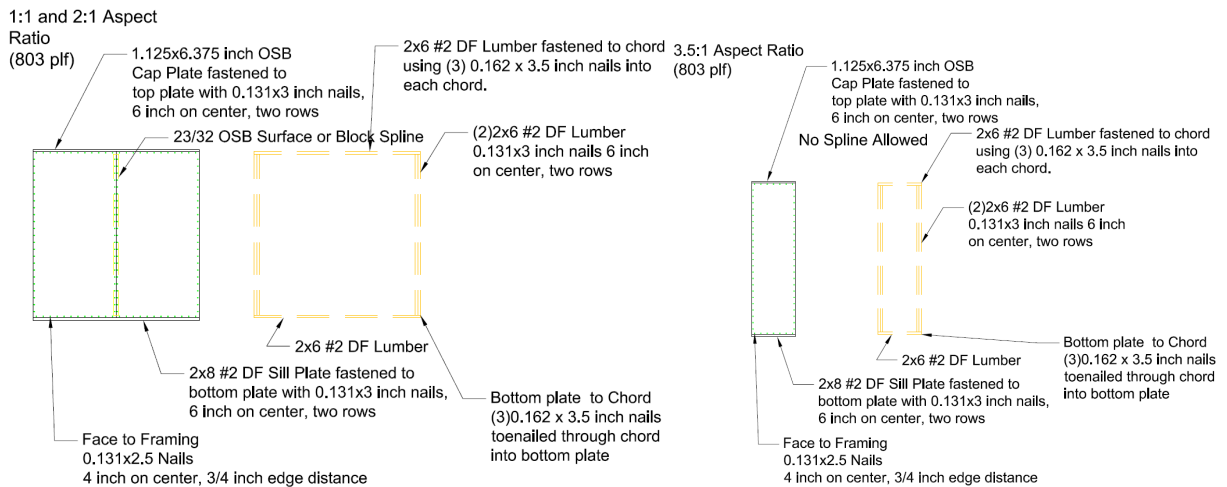 1:1 and 2:1 Aspect
Ratio
(803 plf)
1.125x6.375 inch OSB
Cap Plate fastened to
top plate with 0.131x3 inch nails,
6 inch on center, two rows
23/32 OSB Surface or Block Spline
2x6 #2 DF Lumber fastened to chord
using (3) 0.162 x 3.5 inch nails into
each chord.
(2)2x6 #2 DF Lumber
0.131x3 inch nails 6 inch
on center, two rows
2x6 #2 DF Lumber
2x8 #2 DF Sill Plate fastened to
bottom plate with 0.131x3 inch nails,
6 inch on center, two rows
Bottom plate to Chord
(3)0.162 x 3.5 inch nails
toenailed through chord
into bottom plate
Face to Framing
0.131x2.5 Nails
4 inch on center, 3/4 inch edge distance
3.5:1 Aspect Ratio
(803 plf)
1.125x6.375 inch OSB
Cap Plate fastened to
top plate with 0.131x3 inch nails,
6 inch on center, two rows
No Spline Allowed
2x6 #2 DF Lumber fastened to chord
using (3) 0.162 x 3.5 inch nails into
each chord.
(2)2x6 #2 DF Lumber
0.131x3 inch nails 6 inch
on center, two rows
2x6 #2 DF Lumber
Bottom plate to Chord
(3)0.162 x 3.5 inch nails
toenailed through chord
into bottom plate
2x8 #2 DF Sill Plate fastened to
bottom plate with 0.131x3 inch nails,
6 inch on center, two rows
Face to Framing
0.131x2.5 Nails
4 inch on center, 3/4 inch edge distance